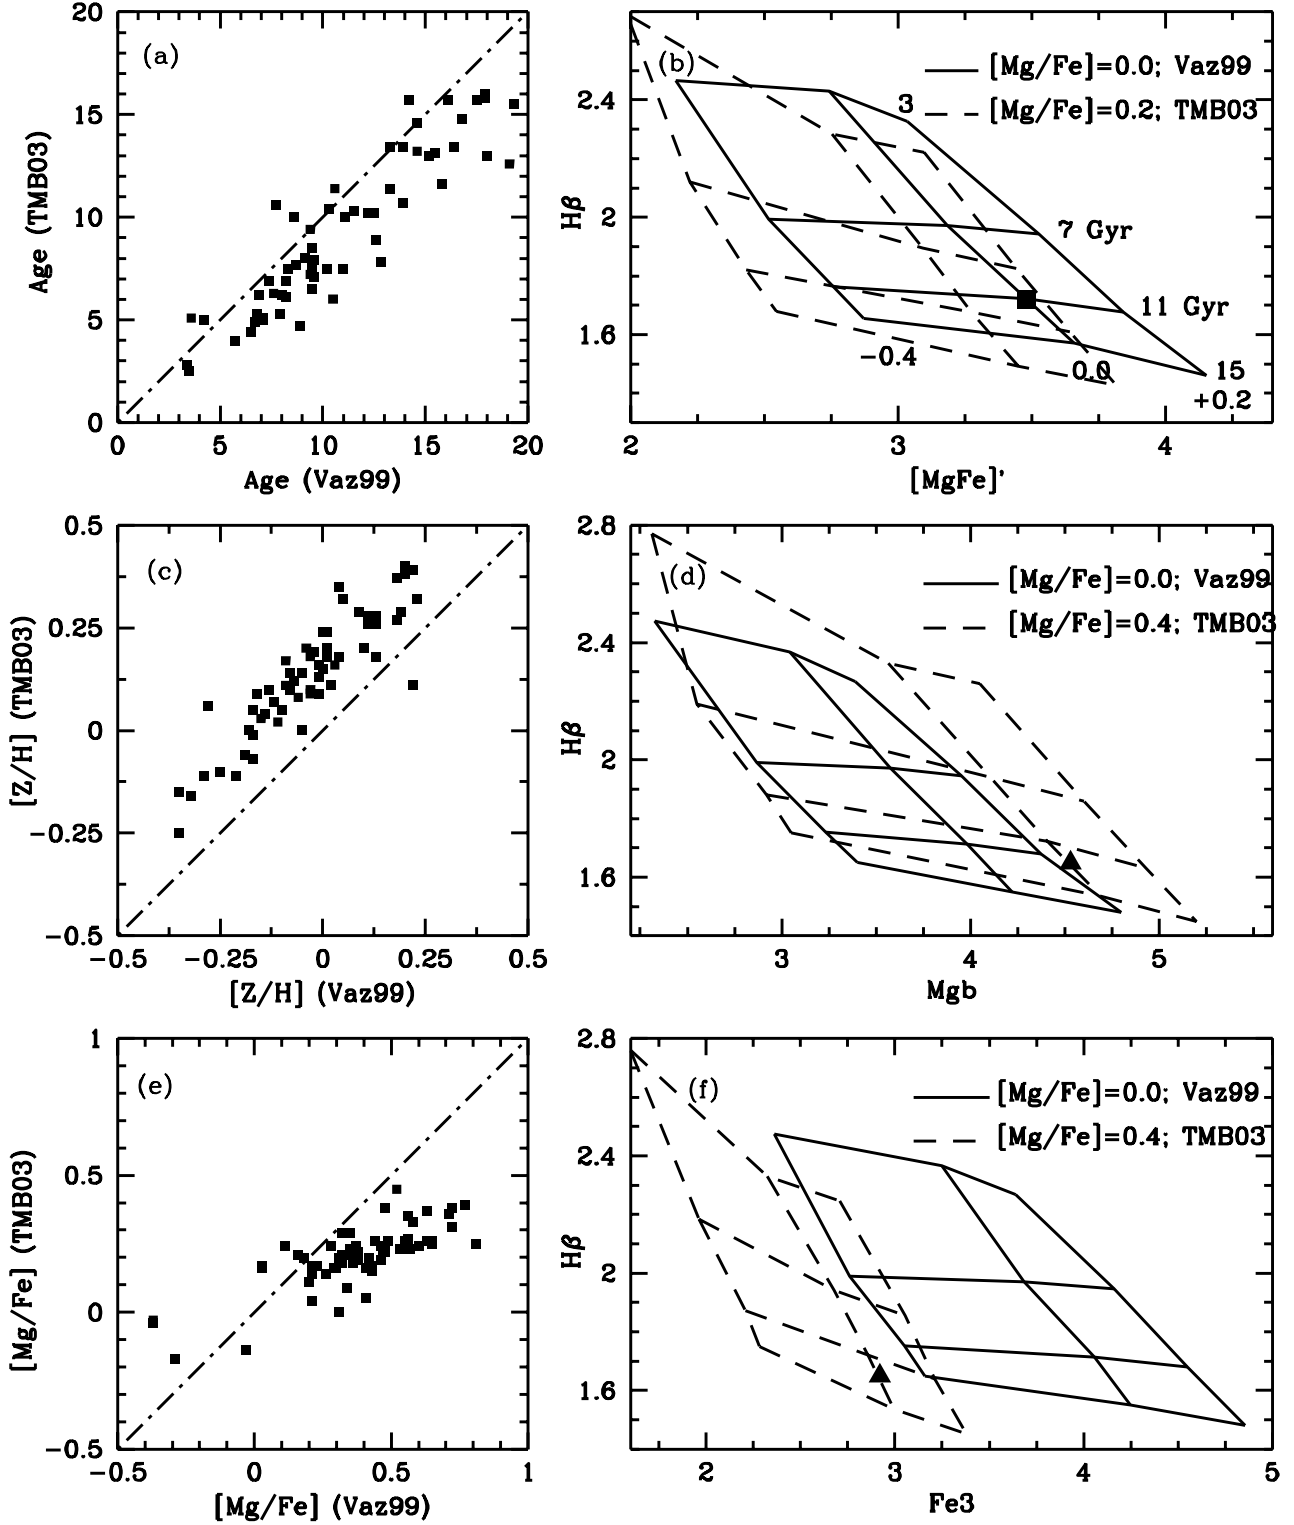 20
15
10
5
0
Age (TMB03)
(a)
0 5 10 15 20
Age (Vaz99)
2.4
2
1.6
Hβ
(b)
[Mg/Fe]=0.0; Vaz99
[Mg/Fe]=0.2; TMB03
3
7 Gyr
11 Gyr
15
+0.2
0.0
−0.4
2 3 4
[MgFe]'
0.5
0.25
0
−0.25
−0.5
[Z/H] (TMB03)
(c)
−0.5 −0.25 0 0.25 0.5
[Z/H] (Vaz99)
2.8
2.4
2
1.6
Hβ
(d)
[Mg/Fe]=0.0; Vaz99
[Mg/Fe]=0.4; TMB03
3 4 5
Mgb
1
0.5
0
−0.5
[Mg/Fe] (TMB03)
(e)
−0.5 0 0.5 1
[Mg/Fe] (Vaz99)
2.8
2.4
2
1.6
Hβ
(f)
[Mg/Fe]=0.0; Vaz99
[Mg/Fe]=0.4; TMB03
2 3 4 5
Fe3